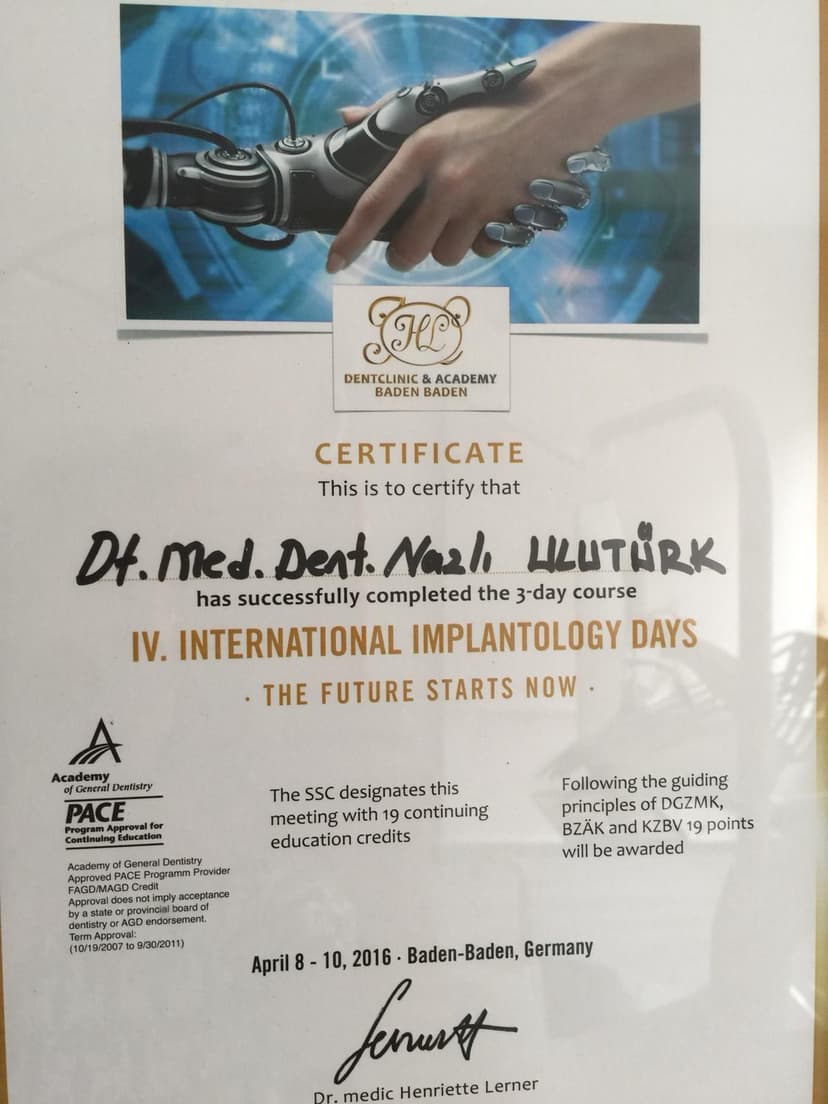 HL
DENTCLINIC & ACADEMY
BADEN BADEN
CERTIFICATE
This is to certify that
Dt. Med. Dent. Nazlı ULUTÜRK
has successfully completed the 3-day course
IV. INTERNATIONAL IMPLANTOLOGY DAYS
· THE FUTURE STARTS NOW ·
Academy
of General Dentistry
PACE
Program Approval for
Continuing Education
Academy of General Dentistry
Approved PACE Programm Provider
FAGD/MAGD Credit
Approval does not imply acceptance
by a state or provincial board of
dentistry or AGD endorsement.
Term Approval:
(10/19/2007 to 9/30/2011)
The SSC designates this
meeting with 19 continuing
education credits
Following the guiding
principles of DGZMK,
BZÄK and KZBV 19 points
will be awarded
April 8 - 10, 2016 · Baden-Baden, Germany
Dr. medic Henriette Lerner